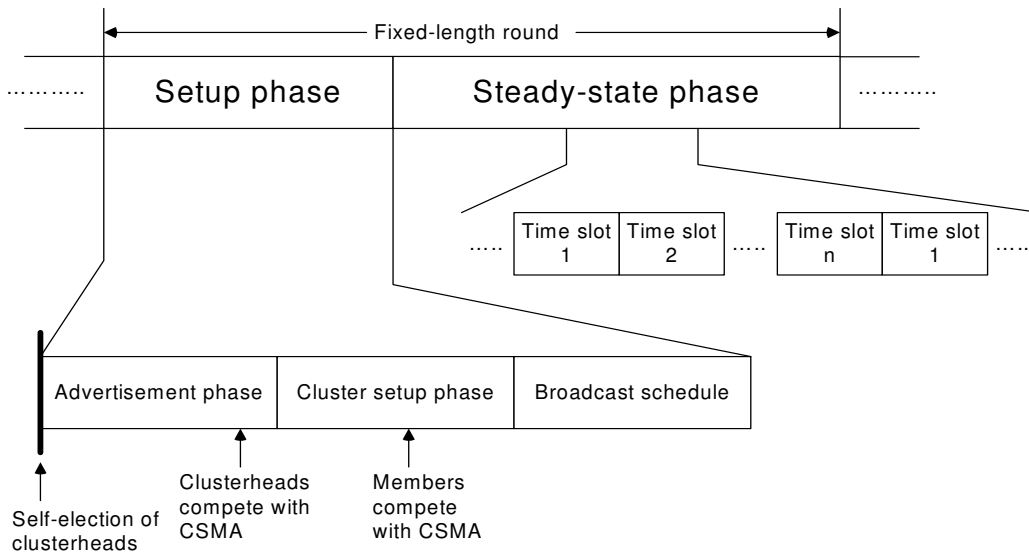 Fixed-length round
………..
Setup phase
Steady-state phase
………..
…..
Time slot
1
Time slot
2
…..
Time slot
n
Time slot
1
…..
Advertisement phase
Cluster setup phase
Broadcast schedule
Self-election of
clusterheads
Clusterheads
compete with
CSMA
Members
compete
with CSMA